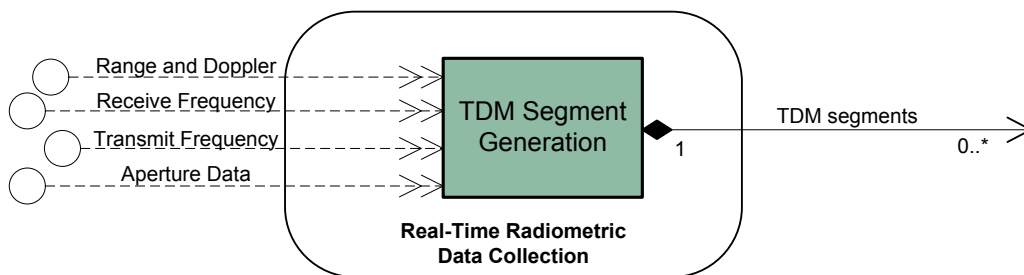 Range and Doppler
Receive Frequency
Transmit Frequency
Aperture Data
TDM Segment
Generation
TDM segments
1
0..*
Real-Time Radiometric
Data Collection